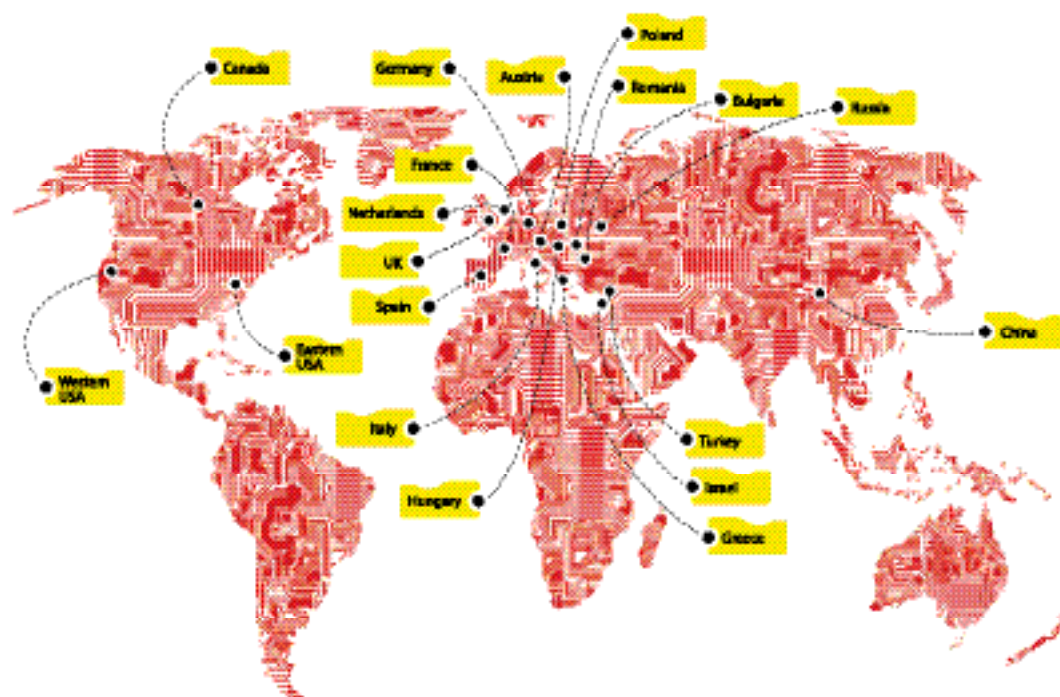 Poland
Canada
Germany
Austria
Romania
Bulgaria
Russia
France
Netherlands
UK
Spain
China
Eastern
USA
Western
USA
Italy
Turkey
Israel
Hungary
Greece